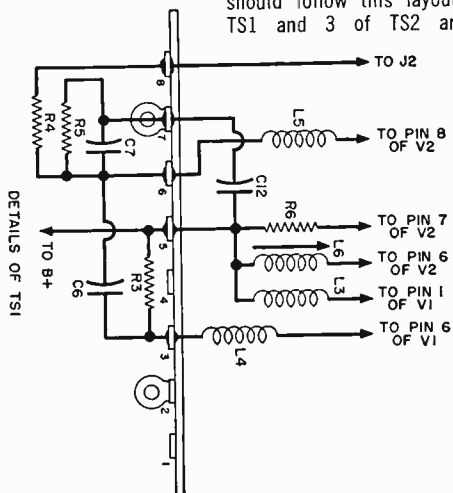 should follow this layout
TS1 and 3 of TS2 ar
TO J2
8
R4
R5
C7
7
L5
TO PIN 8
OF V2
6
C12
DETAILS OF TS1
TO B+
5
R6
TO PIN 7
OF V2
L6
TO PIN 6
OF V2
C6
R3
4
L3
TO PIN 1
OF V1
3
L4
TO PIN 6
OF V1
2
1